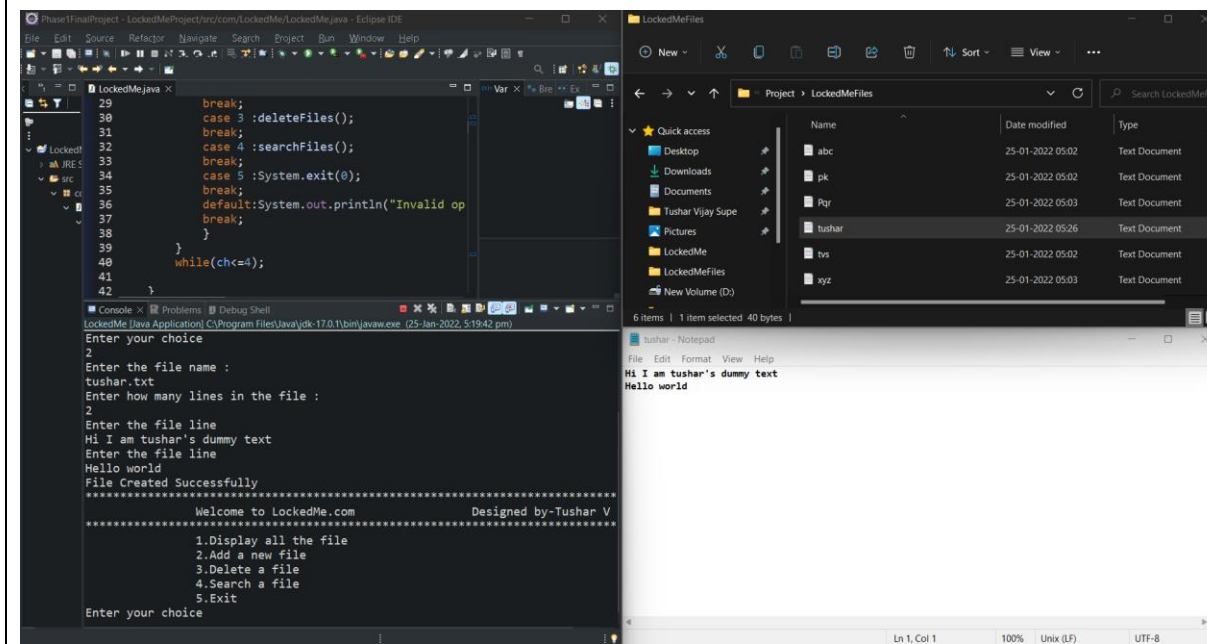 Phase1FinalProject - LockedMeProject/src/com/LockedMe/LockedMe.java - Eclipse IDE
File Edit Source Refactor Navigate Search Project Run Window Help
LockedMe.java
Var
Bre
Ex
LockedM
JRE S
src
29 break;
30 case 3 :deleteFiles();
31 break;
32 case 4 :searchFiles();
33 break;
34 case 5 :System.exit(0);
35 break;
36 default:System.out.println("Invalid op
37 break;
38 }
39 }
40 while(ch<=4);
41
42 }
Console Problems Debug Shell
LockedMe [Java Application] C:\Program Files\Java\jdk-17.0.1\bin\javaw.exe (25-Jan-2022, 5:19:42 pm)
Enter your choice
2
Enter the file name :
tushar.txt
Enter how many lines in the file :
2
Enter the file line
Hi I am tushar's dummy text
Enter the file line
Hello world
File Created Successfully
Welcome to LockedMe.com Designed by-Tushar V
1.Display all the file
2.Add a new file
3.Delete a file
4.Search a file
5.Exit
Enter your choice
LockedMeFiles
New Sort View
Project > LockedMeFiles
Search LockedMe
Quick access
Desktop
Downloads
Documents
Tushar Vijay Supe
Pictures
LockedMe
LockedMeFiles
New Volume (D:)
Name Date modified Type
abc 25-01-2022 05:02 Text Document
pk 25-01-2022 05:02 Text Document
Pqr 25-01-2022 05:03 Text Document
tushar 25-01-2022 05:26 Text Document
tvs 25-01-2022 05:02 Text Document
xyz 25-01-2022 05:03 Text Document
6 items | 1 item selected 40 bytes |
tushar - Notepad
File Edit Format View Help
Hi I am tushar's dummy text
Hello world
Ln 1, Col 1 100% Unix (LF) UTF-8